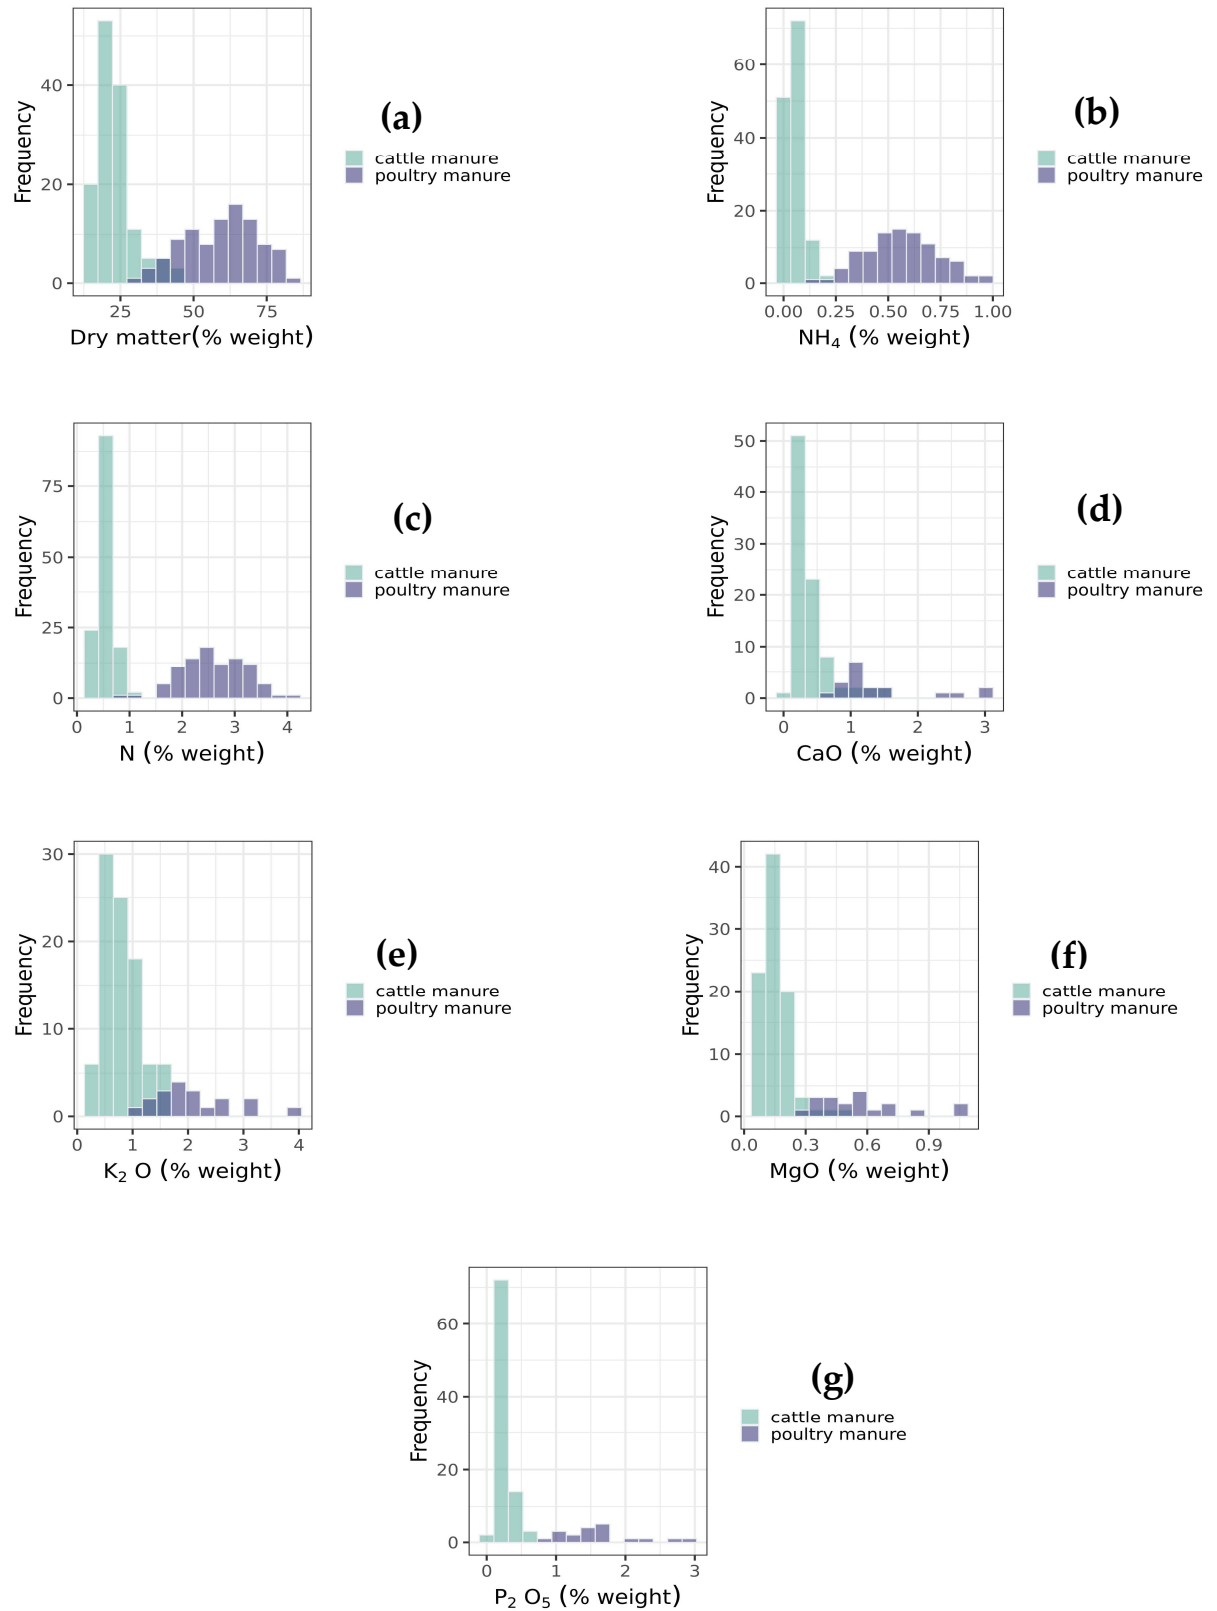 (a)
Frequency
40
20
0
25 50 75
Dry matter(% weight)
cattle manure
poultry manure
(b)
Frequency
60
40
20
0
0.00 0.25 0.50 0.75 1.00
NH₄ (% weight)
cattle manure
poultry manure
(c)
Frequency
75
50
25
0
0 1 2 3 4
N (% weight)
cattle manure
poultry manure
(d)
Frequency
50
40
30
20
10
0
0 1 2 3
CaO (% weight)
cattle manure
poultry manure
(e)
Frequency
30
20
10
0
0 1 2 3 4
K₂ O (% weight)
cattle manure
poultry manure
(f)
Frequency
40
30
20
10
0
0.0 0.3 0.6 0.9
MgO (% weight)
cattle manure
poultry manure
(g)
Frequency
60
40
20
0
0 1 2 3
P₂ O₅ (% weight)
cattle manure
poultry manure